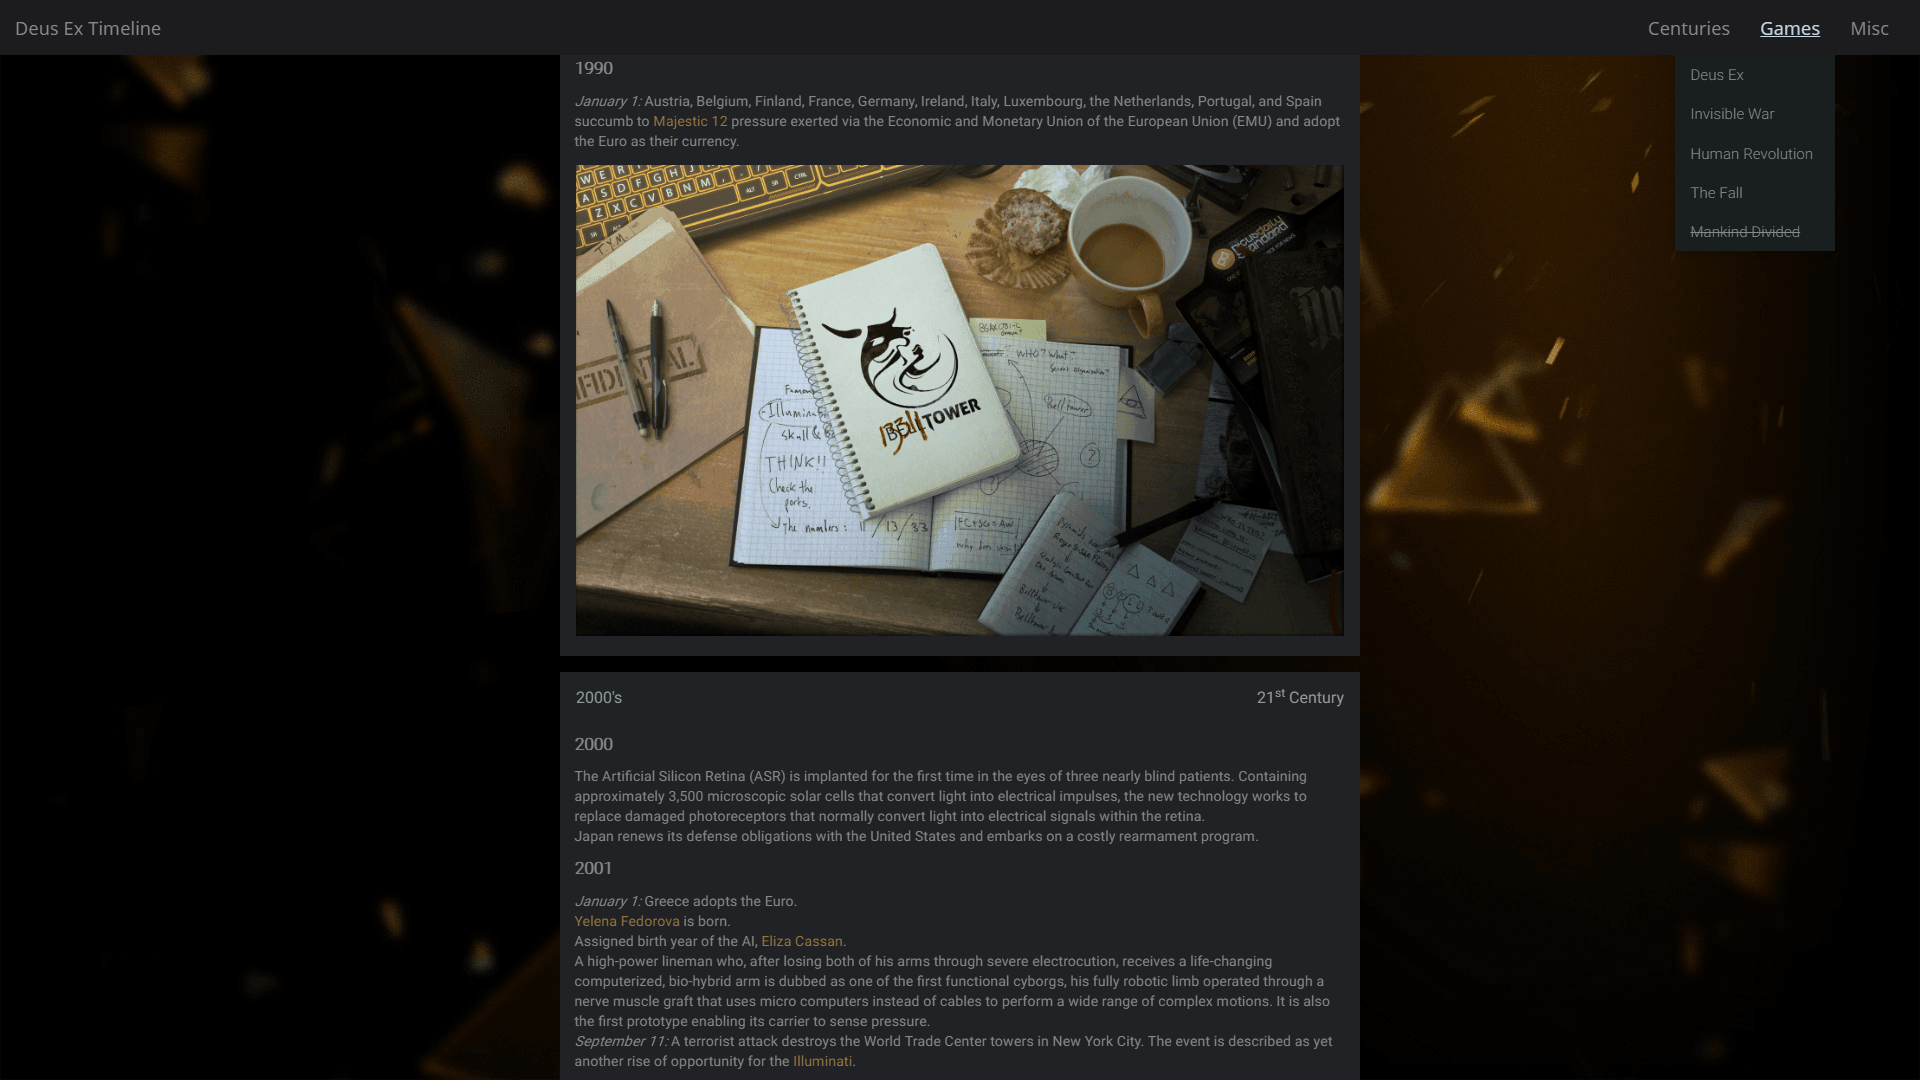 Deus Ex Timeline
Centuries
Games
Misc
Deus Ex
Invisible War
Human Revolution
The Fall
Mankind Divided
1990
January 1: Austria, Belgium, Finland, France, Germany, Ireland, Italy, Luxembourg, the Netherlands, Portugal, and Spain
succumb to Majestic 12 pressure exerted via the Economic and Monetary Union of the European Union (EMU) and adopt
the Euro as their currency.
WHO? What?
Secret Organization?
Belltower
BELLTOWER
THINK!!
Check the
ports.
The numbers: 11/13/33
2000's
21st Century
2000
The Artificial Silicon Retina (ASR) is implanted for the first time in the eyes of three nearly blind patients. Containing
approximately 3,500 microscopic solar cells that convert light into electrical impulses, the new technology works to
replace damaged photoreceptors that normally convert light into electrical signals within the retina.
Japan renews its defense obligations with the United States and embarks on a costly rearmament program.
2001
January 1: Greece adopts the Euro.
Yelena Fedorova is born.
Assigned birth year of the AI, Eliza Cassan.
A high-power lineman who, after losing both of his arms through severe electrocution, receives a life-changing
computerized, bio-hybrid arm is dubbed as one of the first functional cyborgs, his fully robotic limb operated through a
nerve muscle graft that uses micro computers instead of cables to perform a wide range of complex motions. It is also
the first prototype enabling its carrier to sense pressure.
September 11: A terrorist attack destroys the World Trade Center towers in New York City. The event is described as yet
another rise of opportunity for the Illuminati.